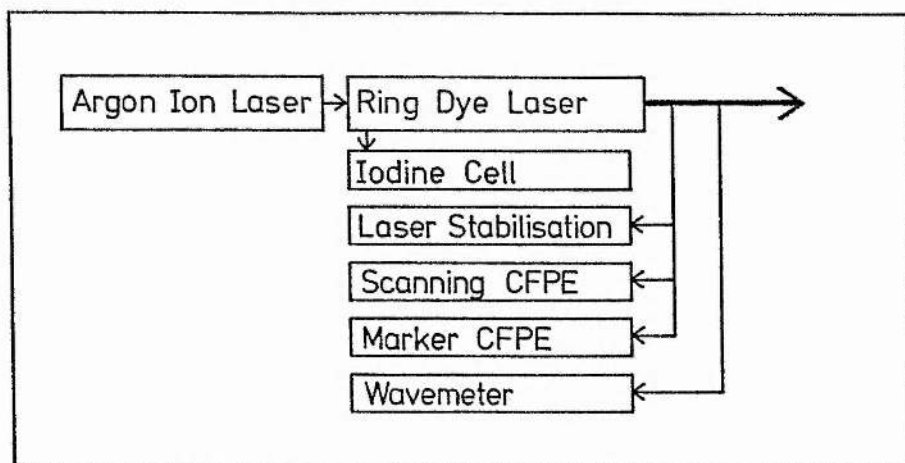 Argon Ion Laser
Ring Dye Laser
Iodine Cell
Laser Stabilisation
Scanning CFPE
Marker CFPE
Wavemeter